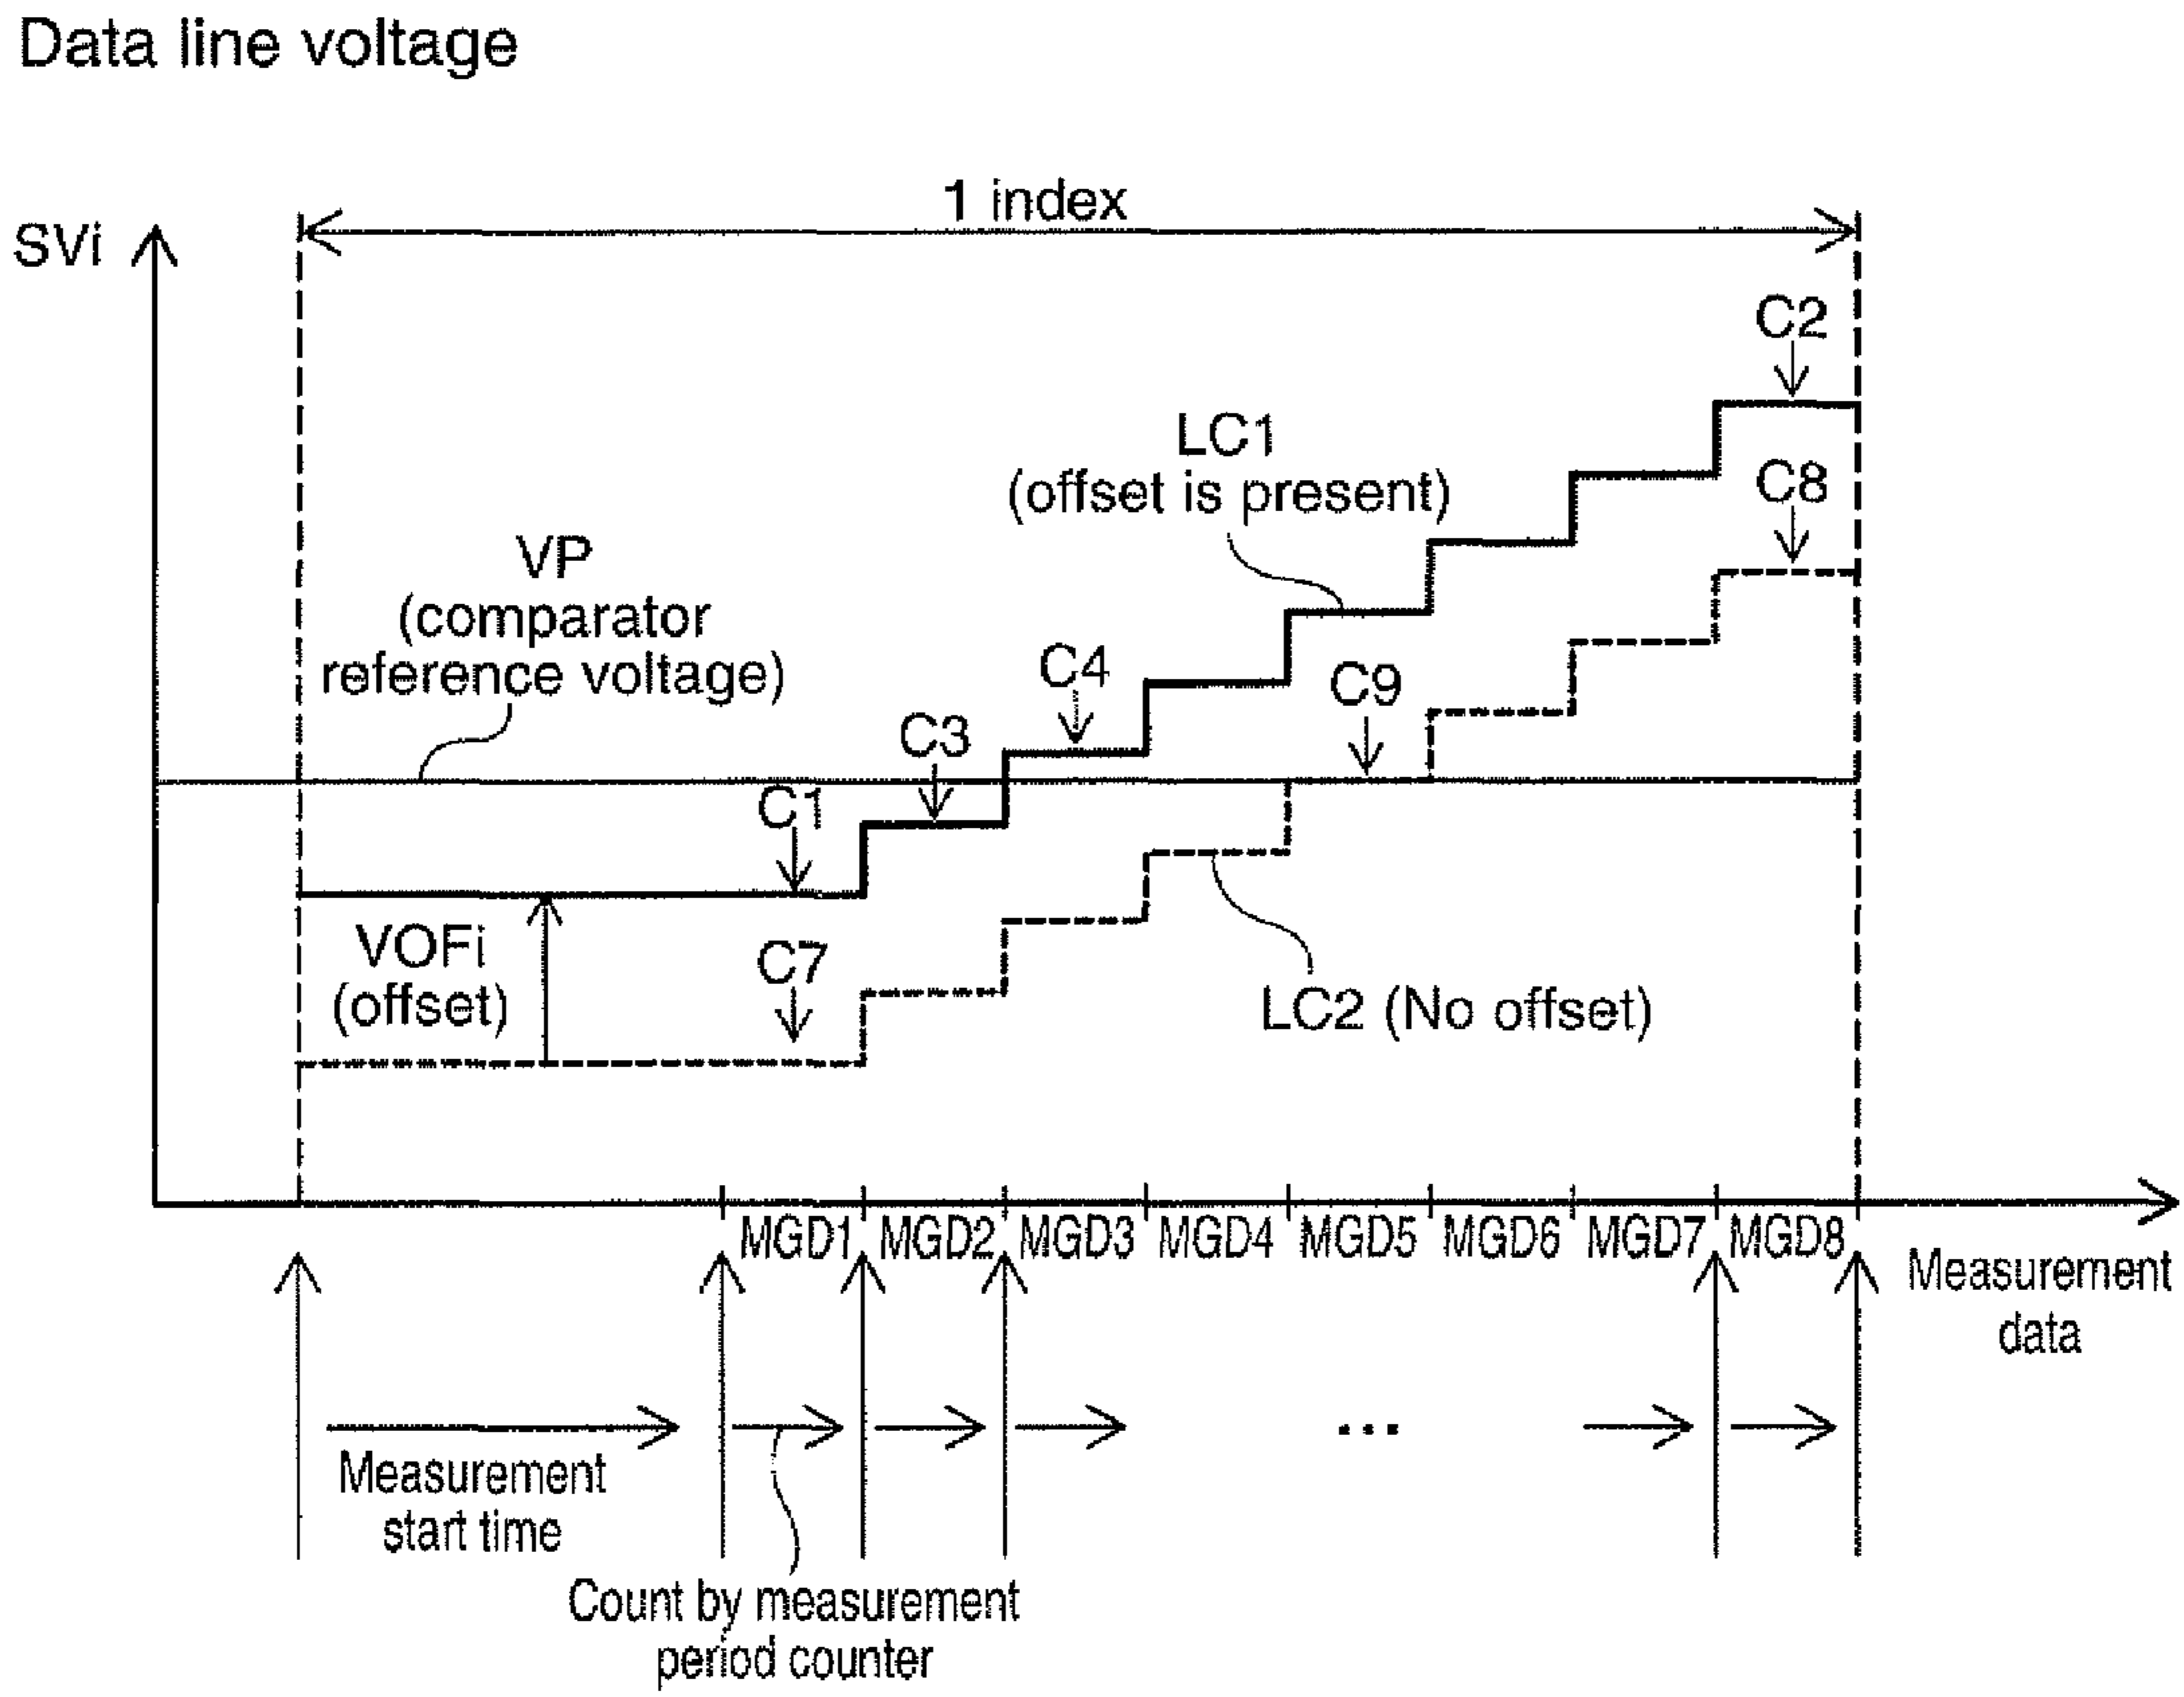 Data line voltage
1 index
SVi
C2
LC1
(offset is present)
C8
VP
(comparator
reference voltage)
C4
C9
C3
C1
VOFi
(offset)
C7
LC2 (No offset)
MGD1 MGD2 MGD3 MGD4 MGD5 MGD6 MGD7 MGD8
Measurement
data
...
Measurement
start time
Count by measurement
period counter